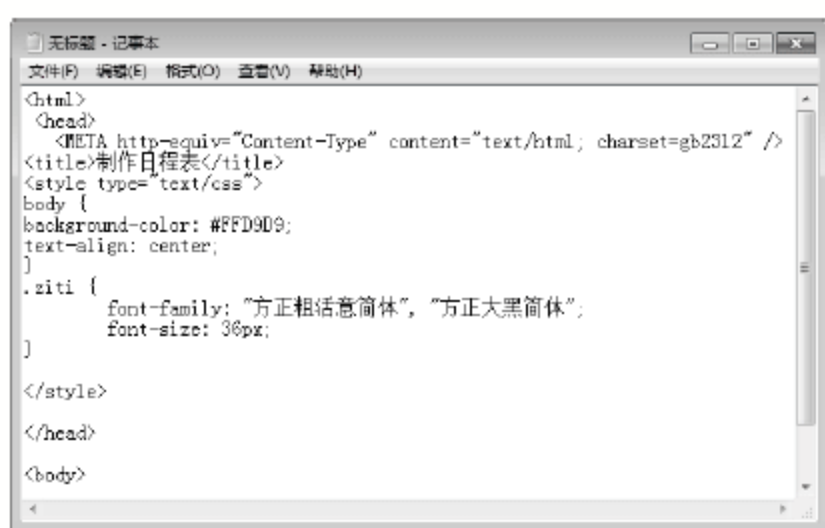 无标题 - 记事本
文件(F) 编辑(E) 格式(O) 查看(V) 帮助(H)
<html>
<head>
<META http-equiv="Content-Type" content="text/html; charset=gb2312" />
<title>制作日程表</title>
<style type="text/css">
body {
background-color: #FFD9D9;
text-align: center;
}
.ziti {
font-family: "方正粗活意简体", "方正大黑简体";
font-size: 36px;
}
</style>
</head>
<body>